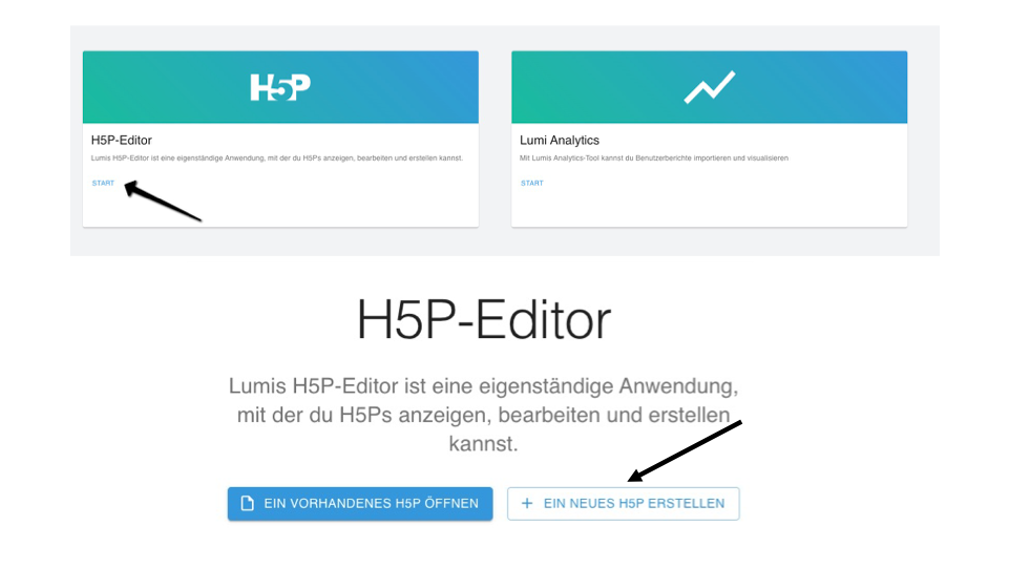 H5P
H5P-Editor
Lumis H5P-Editor ist eine eigenständige Anwendung, mit der du H5Ps anzeigen, bearbeiten und erstellen kannst.
START
Lumi Analytics
Mit Lumis Analytics-Tool kannst du Benutzerberichte importieren und visualisieren
START
H5P-Editor
Lumis H5P-Editor ist eine eigenständige Anwendung,
mit der du H5Ps anzeigen, bearbeiten und erstellen
kannst.
EIN VORHANDENES H5P ÖFFNEN
+ EIN NEUES H5P ERSTELLEN